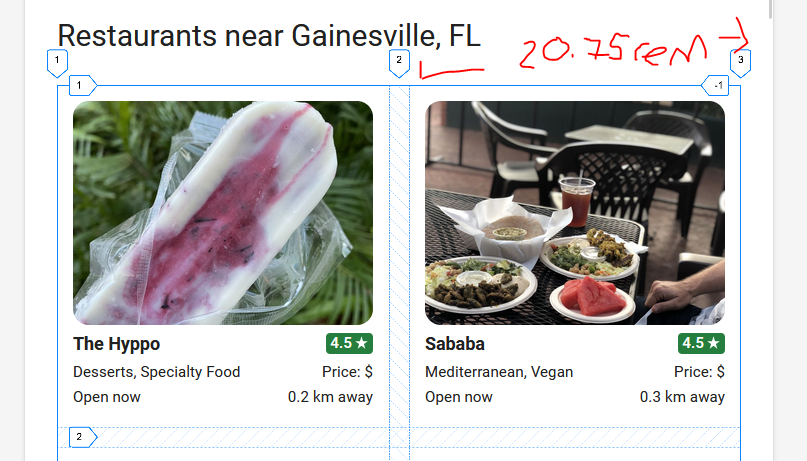 Restaurants near Gainesville, FL
20.75rem →
1 2 3
1 -1
The Hyppo 4.5 ★
Desserts, Specialty Food Price: $
Open now 0.2 km away
Sababa 4.5 ★
Mediterranean, Vegan Price: $
Open now 0.3 km away
2